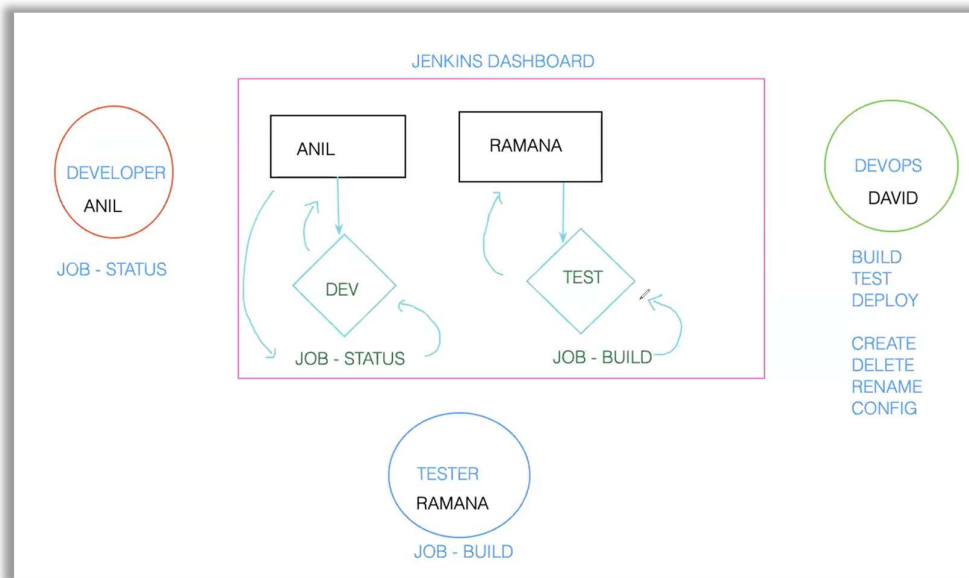 JENKINS DASHBOARD
DEVELOPER
ANIL
JOB - STATUS
ANIL
RAMANA
DEV
TEST
JOB - STATUS
JOB - BUILD
DEVOPS
DAVID
BUILD
TEST
DEPLOY
CREATE
DELETE
RENAME
CONFIG
TESTER
RAMANA
JOB - BUILD